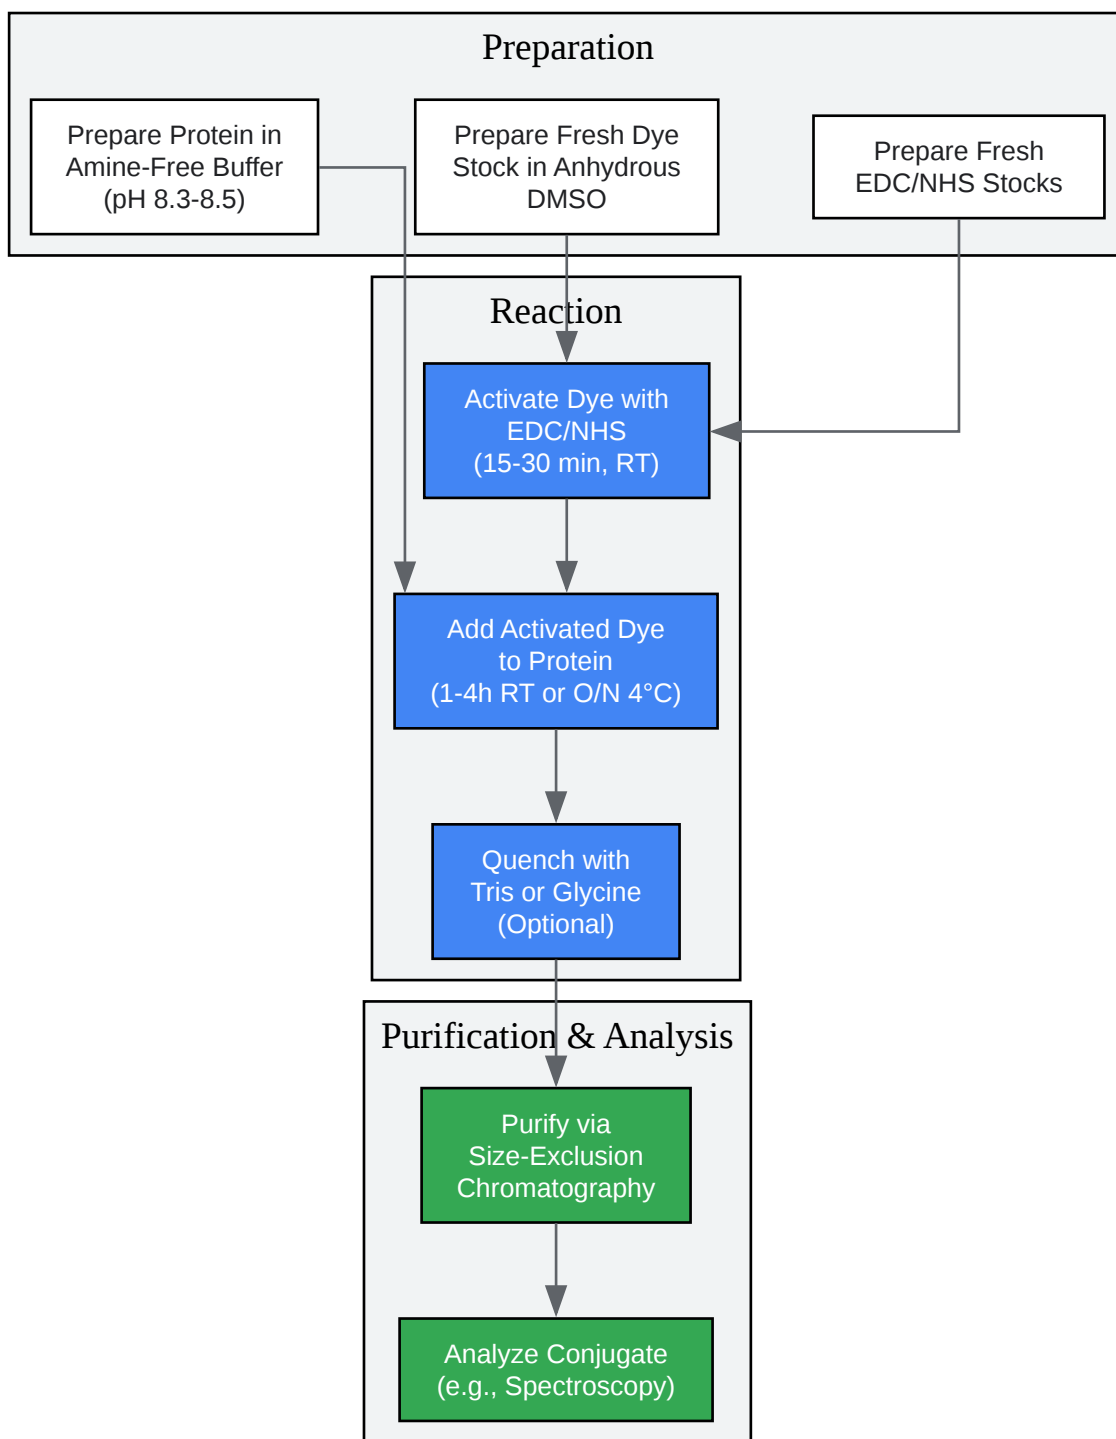 Preparation
Prepare Protein in
Amine-Free Buffer
(pH 8.3-8.5)
Prepare Fresh Dye
Stock in Anhydrous
DMSO
Prepare Fresh
EDC/NHS Stocks
Reaction
Activate Dye with
EDC/NHS
(15-30 min, RT)
Add Activated Dye
to Protein
(1-4h RT or O/N 4°C)
Quench with
Tris or Glycine
(Optional)
Purification & Analysis
Purify via
Size-Exclusion
Chromatography
Analyze Conjugate
(e.g., Spectroscopy)